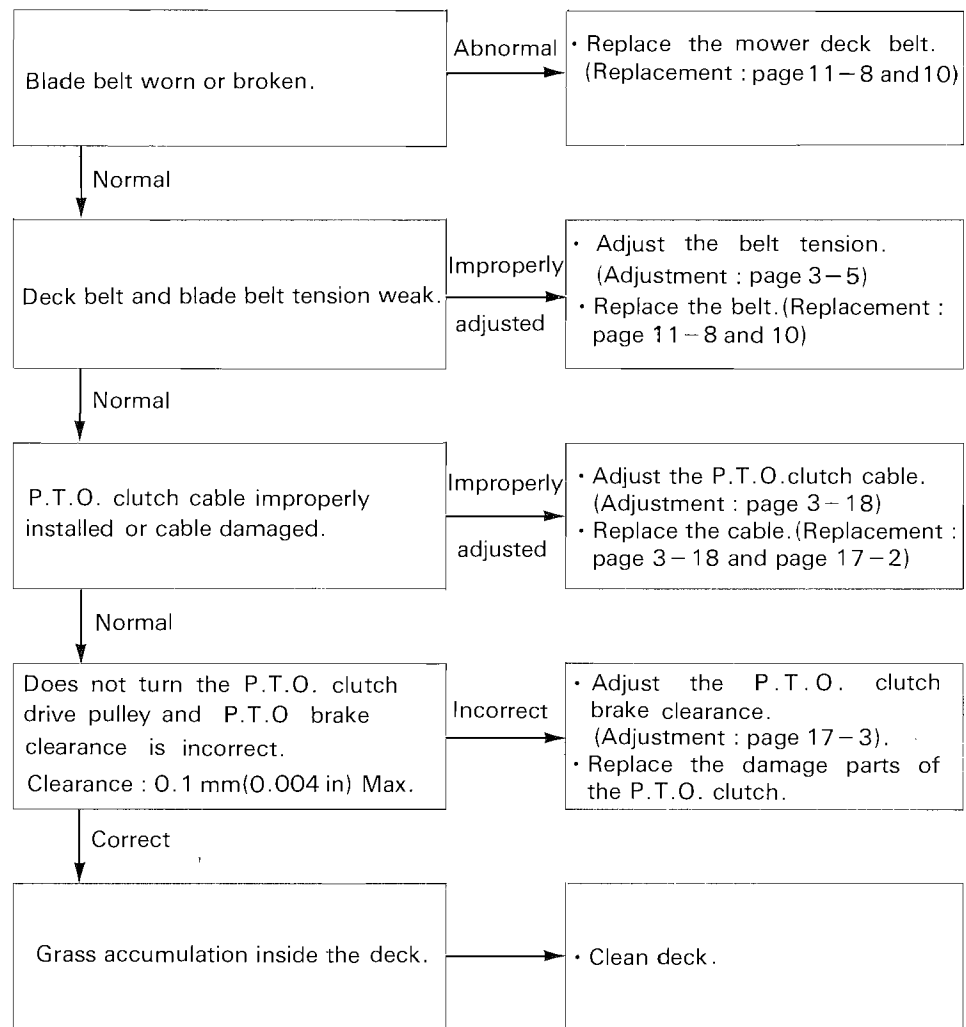 Blade belt worn or broken.
Abnormal
· Replace the mower deck belt.
(Replacement : page 11-8 and 10)
Normal
Deck belt and blade belt tension weak.
Improperly
adjusted
· Adjust the belt tension.
(Adjustment : page 3-5)
· Replace the belt.(Replacement :
page 11-8 and 10)
Normal
P.T.O. clutch cable improperly
installed or cable damaged.
Improperly
adjusted
· Adjust the P.T.O.clutch cable.
(Adjustment : page 3-18)
· Replace the cable.(Replacement :
page 3-18 and page 17-2)
Normal
Does not turn the P.T.O. clutch
drive pulley and P.T.O brake
clearance is incorrect.
Clearance : 0.1 mm(0.004 in) Max.
Incorrect
· Adjust the P.T.O. clutch
brake clearance.
(Adjustment : page 17-3).
· Replace the damage parts of
the P.T.O. clutch.
Correct
Grass accumulation inside the deck.
· Clean deck.